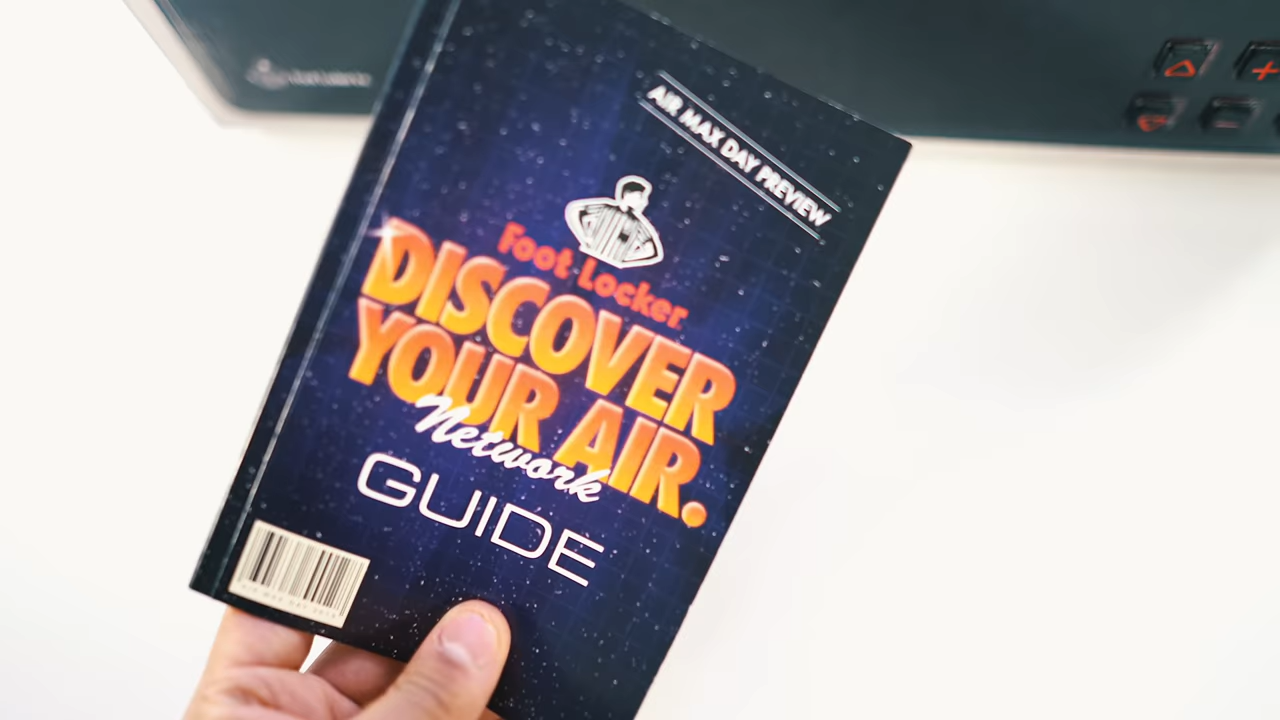 AIR MAX DAY PREVIEW
Foot Locker
DISCOVER
YOUR AIR.
Network
GUIDE